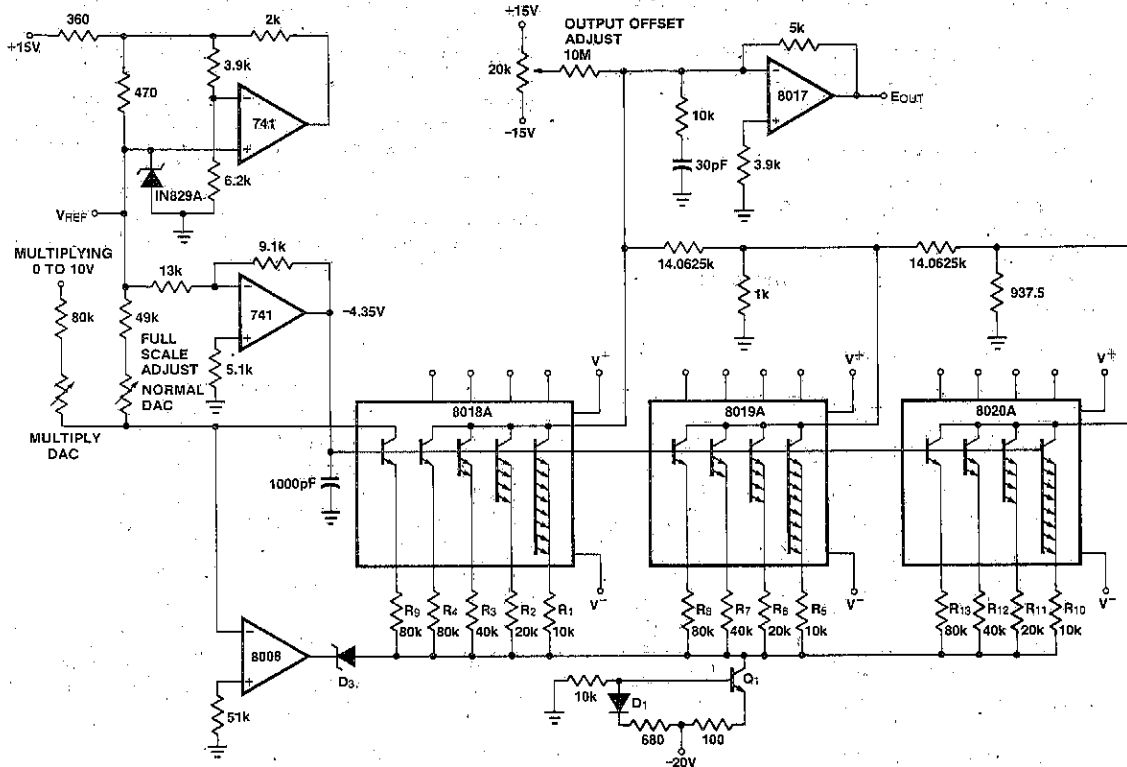 +15V
360
2k
470
3.9k
741
6.2k
IN829A
VREF
MULTIPLYING
0 TO 10V
80k
13k
9.1k
49k
741
-4.35V
FULL
SCALE
ADJUST
NORMAL
DAC
5.1k
MULTIPLY
DAC
1000pF
+15V
OUTPUT OFFSET
ADJUST
20k
10M
-15V
5k
8017
EOUT
10k
30pF
3.9k
14.0625k
1k
14.0625k
937.5
V+
8018A
V-
V+
8019A
V-
V+
8020A
V-
R9
80k
R4
80k
R3
40k
R2
20k
R1
10k
R8
80k
R7
40k
R6
20k
R5
10k
R13
80k
R12
40k
R11
20k
R10
10k
8008
D3
51k
10k
D1
Q1
680
100
-20V